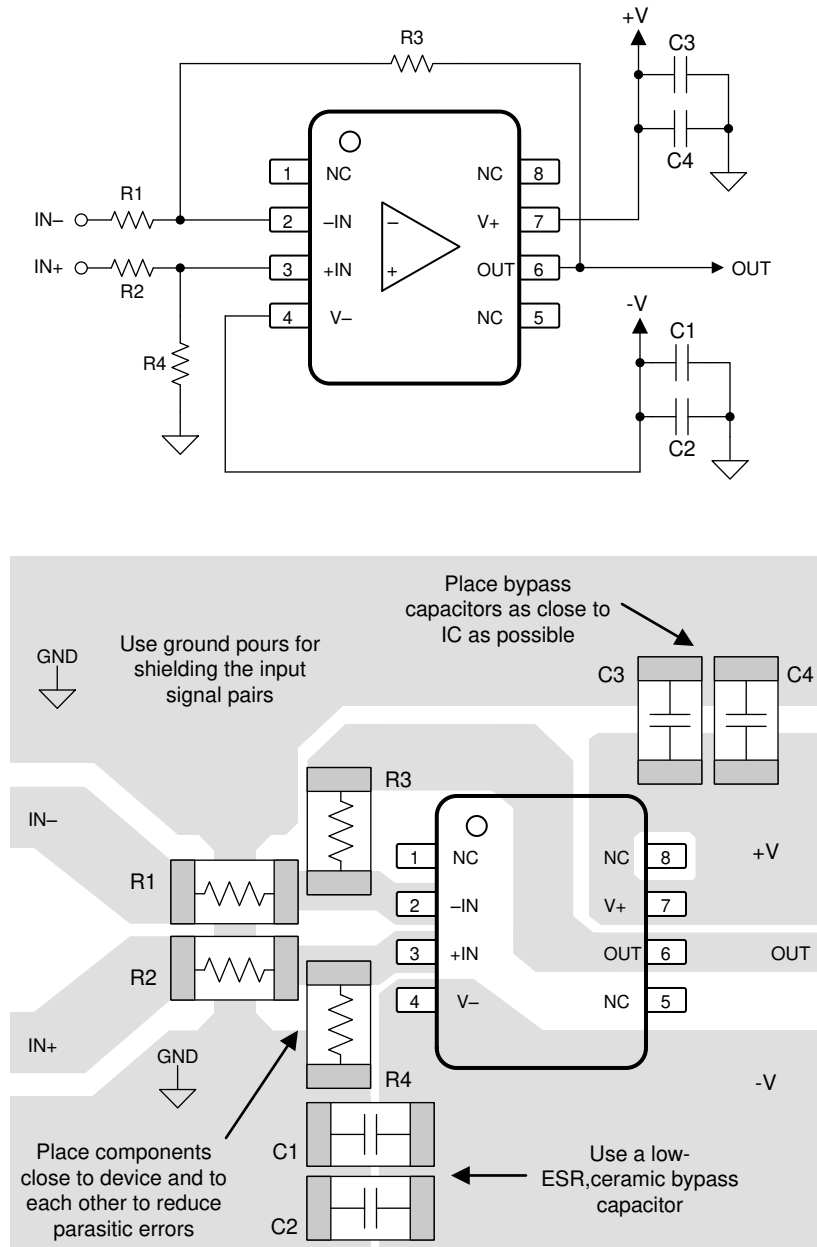 +V
R3
C3
C4
1 NC NC 8
R1
IN– 2 –IN – V+ 7
IN+ 3 +IN + OUT 6 OUT
R2
4 V– NC 5
-V
C1
R4
C2
Place bypass
capacitors as close to
IC as possible
Use ground pours for
shielding the input
signal pairs
GND
C3
C4
R3
IN–
1 NC NC 8
+V
R1
2 –IN V+ 7
3 +IN OUT 6 OUT
R2
4 V– NC 5
IN+
GND
R4
-V
Place components
close to device and to
each other to reduce
parasitic errors
C1
C2
Use a low-
ESR,ceramic bypass
capacitor